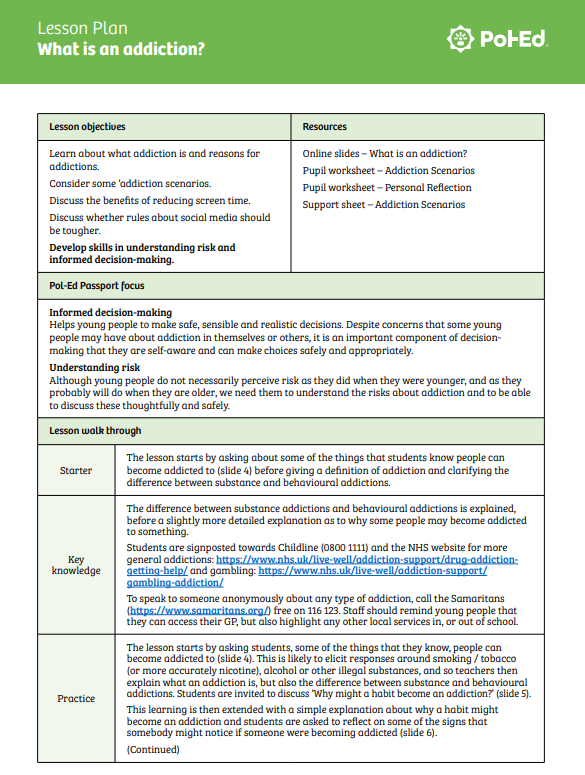 Lesson Plan
What is an addiction?
Pol-Ed
Lesson objectives
Resources
Learn about what addiction is and reasons for
addictions.
Consider some ‘addiction scenarios.
Discuss the benefits of reducing screen time.
Discuss whether rules about social media should
be tougher.
Develop skills in understanding risk and
informed decision-making.
Online slides – What is an addiction?
Pupil worksheet – Addiction Scenarios
Pupil worksheet – Personal Reflection
Support sheet – Addiction Scenarios
Pol-Ed Passport focus
Informed decision-making
Helps young people to make safe, sensible and realistic decisions. Despite concerns that some young
people may have about addiction in themselves or others, it is an important component of decision-
making that they are self-aware and can make choices safely and appropriately.
Understanding risk
Although young people do not necessarily perceive risk as they did when they were younger, and as they
probably will do when they are older, we need them to understand the risks about addiction and to be able
to discuss these thoughtfully and safely.
Lesson walk through
Starter
The lesson starts by asking about some of the things that students know people can
become addicted to (slide 4) before giving a definition of addiction and clarifying the
difference between substance and behavioural addictions.
Key
knowledge
The difference between substance addictions and behavioural addictions is explained,
before a slightly more detailed explanation as to why some people may become addicted
to something.
Students are signposted towards Childline (0800 1111) and the NHS website for more
general addictions: https://www.nhs.uk/live-well/addiction-support/drug-addiction-
getting-help/ and gambling: https://www.nhs.uk/live-well/addiction-support/
gambling-addiction/
To speak to someone anonymously about any type of addiction, call the Samaritans
(https://www.samaritans.org/) free on 116 123. Staff should remind young people that
they can access their GP, but also highlight any other local services in, or out of school.
Practice
The lesson starts by asking students, some of the things that they know, people can
become addicted to (slide 4). This is likely to elicit responses around smoking / tobacco
(or more accurately nicotine), alcohol or other illegal substances, and so teachers then
explain what an addiction is, but also the difference between substance and behavioural
addictions. Students are invited to discuss ‘Why might a habit become an addiction?’ (slide 5).
This learning is then extended with a simple explanation about why a habit might
become an addiction and students are asked to reflect on some of the signs that
somebody might notice if someone were becoming addicted (slide 6).
(Continued)